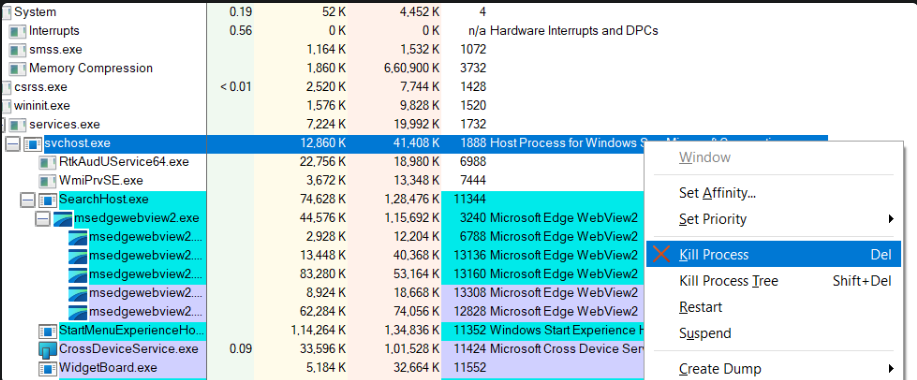 System 0.19 52 K 4,452 K 4
Interrupts 0.56 0 K 0 K n/a Hardware Interrupts and DPCs
smss.exe 1,164 K 1,532 K 1072
Memory Compression 1,860 K 6,60,900 K 3732
csrss.exe < 0.01 2,520 K 7,744 K 1428
wininit.exe 1,576 K 9,828 K 1520
services.exe 7,224 K 19,992 K 1732
svchost.exe 12,860 K 41,408 K 1888 Host Process for Windows
RtkAudUService64.exe 22,756 K 18,980 K 6988
WmiPrvSE.exe 3,672 K 13,348 K 7444
SearchHost.exe 74,628 K 1,28,476 K 11344
msedgewebview2.exe 44,576 K 1,15,692 K 3240 Microsoft Edge WebView2
msedgewebview2.... 2,928 K 12,204 K 6788 Microsoft Edge WebView2
msedgewebview2.... 13,448 K 40,368 K 13136 Microsoft Edge WebView2
msedgewebview2.... 83,280 K 53,164 K 13160 Microsoft Edge WebView2
msedgewebview2.... 8,924 K 18,668 K 13308 Microsoft Edge WebView2
msedgewebview2.... 62,284 K 74,056 K 12828 Microsoft Edge WebView2
StartMenuExperienceHo... 1,14,264 K 1,34,836 K 11352 Windows Start Experience H
CrossDeviceService.exe 0.09 33,596 K 1,01,528 K 11424 Microsoft Cross Device Ser
WidgetBoard.exe 5,184 K 32,664 K 11552
Window
Set Affinity...
Set Priority
Kill Process Del
Kill Process Tree Shift+Del
Restart
Suspend
Create Dump